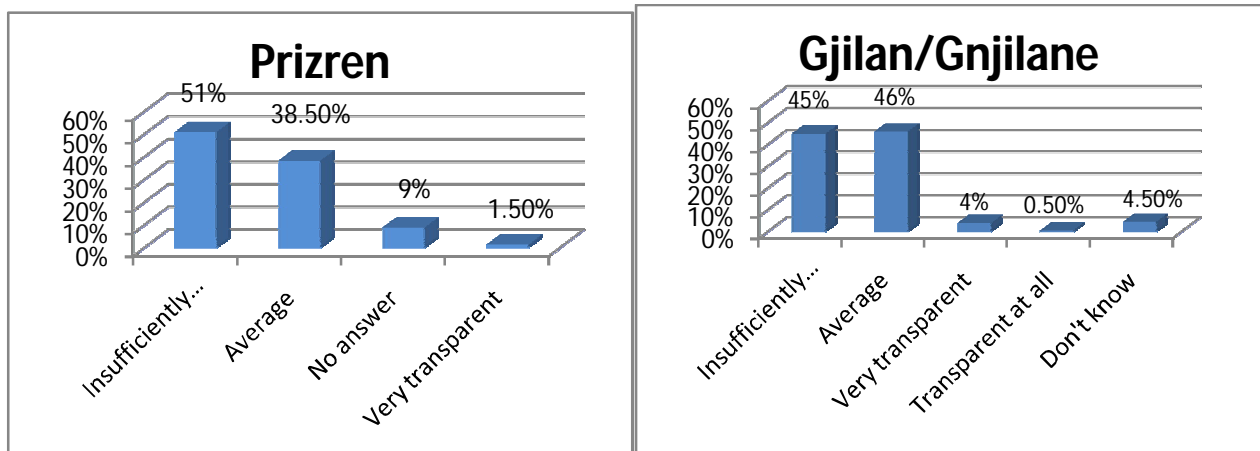 Prizren
51%
38.50%
9%
1.50%
60%
50%
40%
30%
20%
10%
0%
Insufficiently...
Average
No answer
Very transparent
Gjilan/Gnjilane
45%
46%
4%
0.50%
4.50%
60%
50%
40%
30%
20%
10%
0%
Insufficiently...
Average
Very transparent
Transparent at all
Don't know